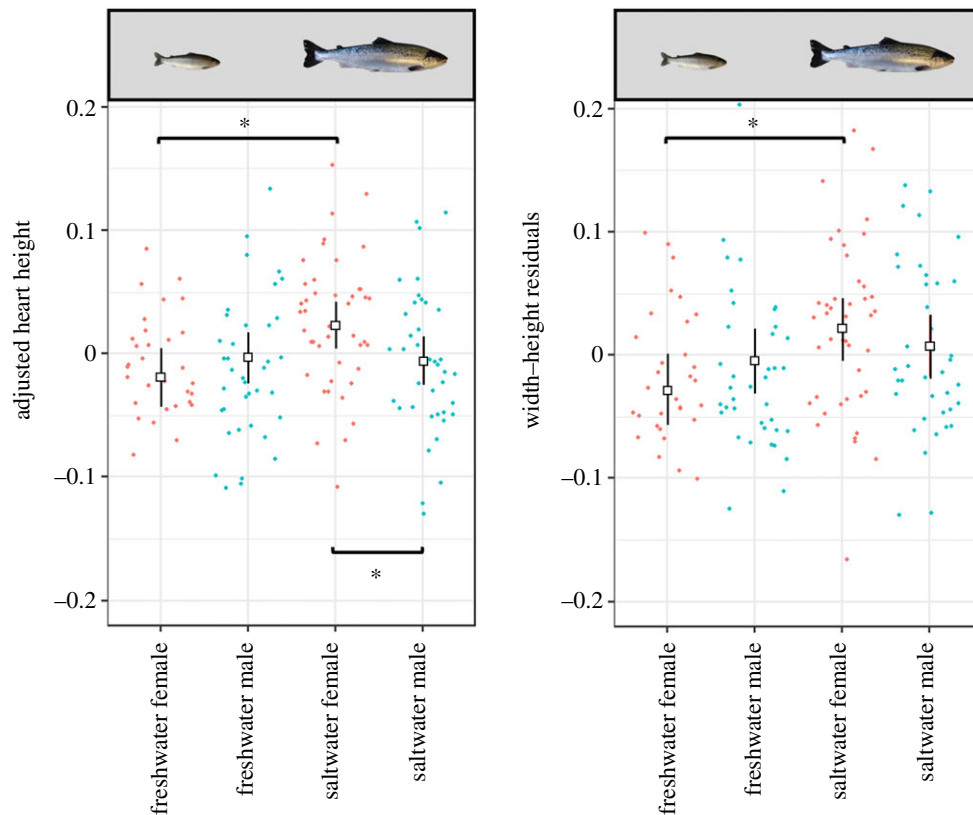 adjusted heart height
0.2
0.1
0
–0.1
–0.2
*
*
freshwater female
freshwater male
saltwater female
saltwater male
width–height residuals
0.2
0.1
0
–0.1
–0.2
*
freshwater female
freshwater male
saltwater female
saltwater male